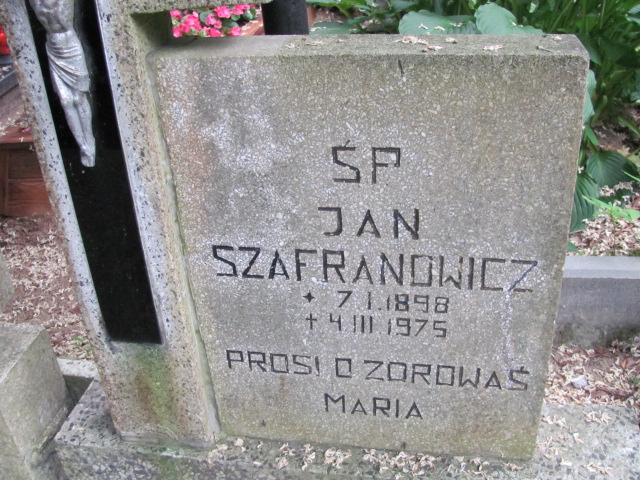 ŚP
JAN
SZAFRANOWICZ
+ 7 I.1898
+ 4 III 1975
PROSI O ZDROWAŚ
MARIA